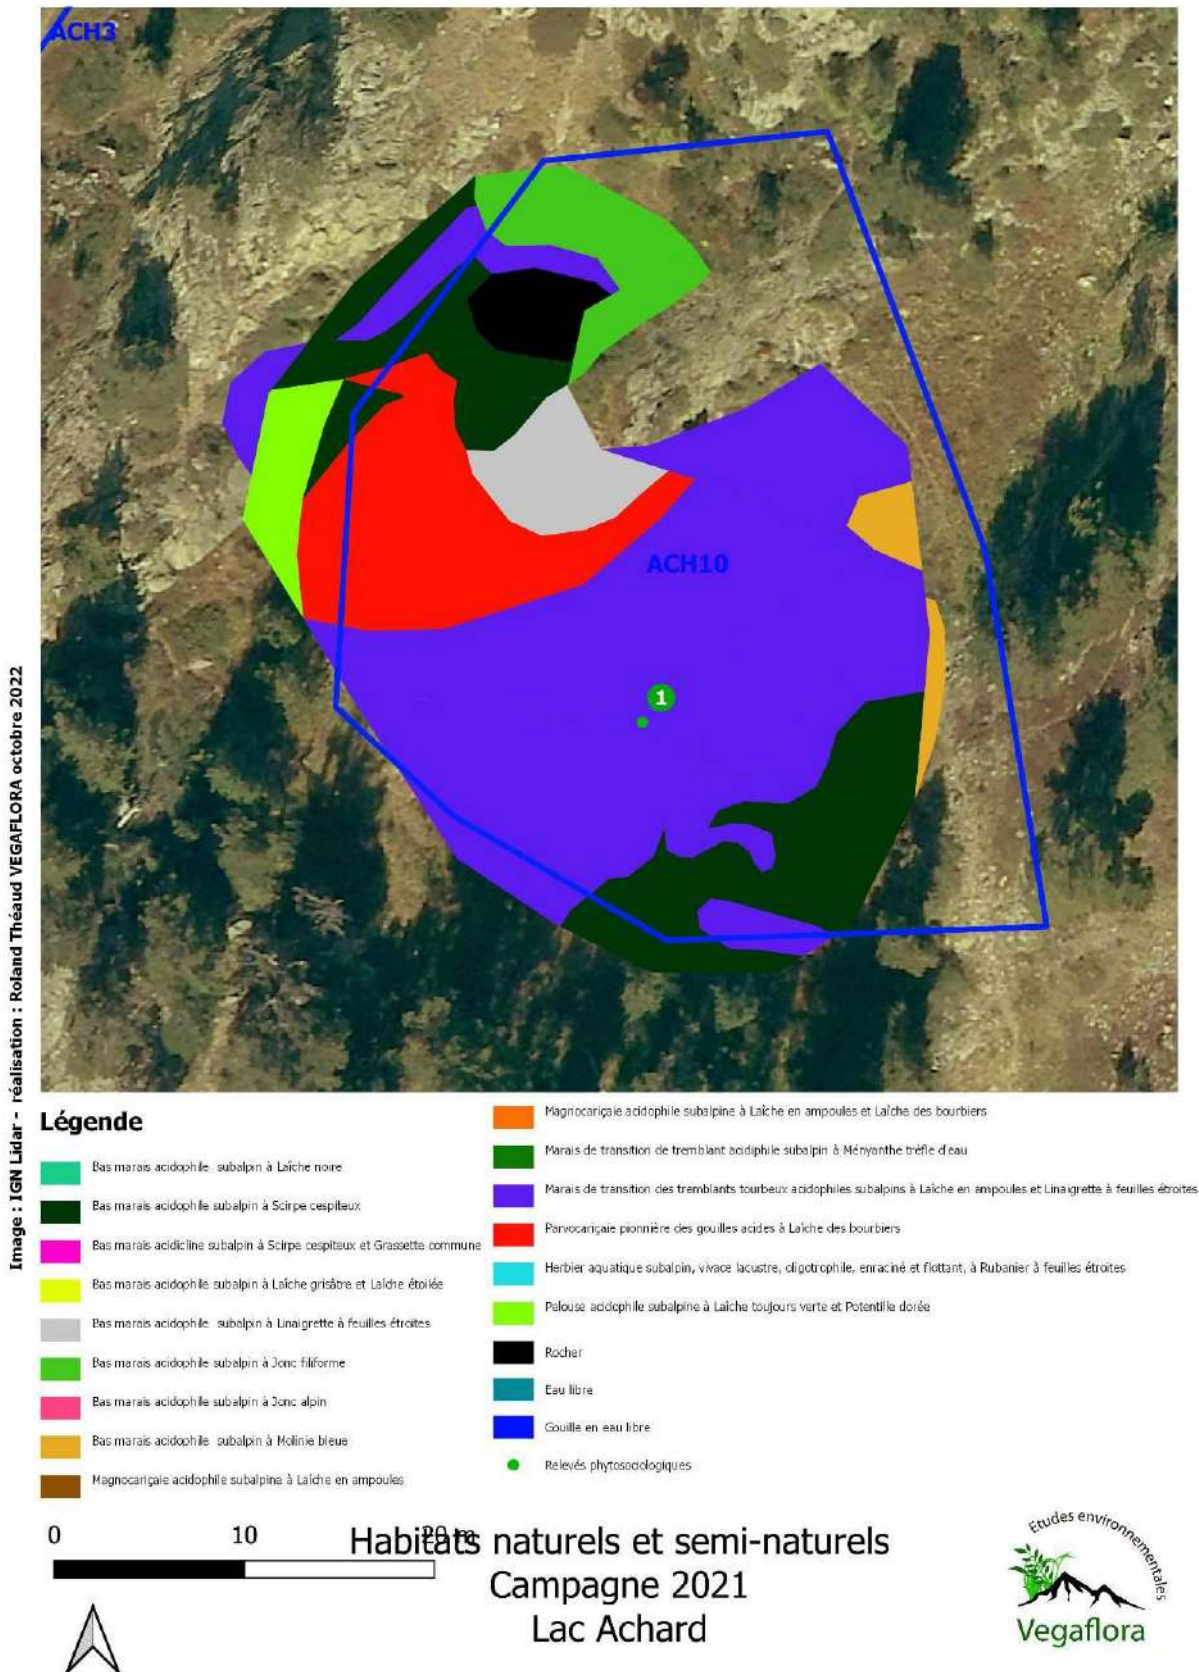 ACH3
ACH10
1
Image : IGN Lidar - réalisation : Roland Théaud VEGAFLORA octobre 2022
Légende
Bas marais acidophile subalpin à Laîche noire
Bas marais acidophile subalpin à Scirpe cespiteux
Bas marais acidicline subalpin à Scirpe cespiteux et Grassette commune
Bas marais acidophile subalpin à Laîche grisâtre et Laîche étoilée
Bas marais acidophile subalpin à Linaigrette à feuilles étroites
Bas marais acidophile subalpin à Jonc filiforme
Bas marais acidophile subalpin à Jonc alpin
Bas marais acidophile subalpin à Molinie bleue
Magnocariçaie acidophile subalpine à Laîche en ampoules
Magnocariçaie acidophile subalpine à Laîche en ampoules et Laîche des bourbiers
Marais de transition de tremblant acidiphile subalpin à Ményanthe trèfle d'eau
Marais de transition des tremblants tourbeux acidophiles subalpins à Laîche en ampoules et Linaigrette à feuilles étroites
Parvocariçaie pionnière des gouilles acides à Laîche des bourbiers
Herbier aquatique subalpin, vivace lacustre, oligotrophile, enraciné et flottant, à Rubanier à feuilles étroites
Pelouse acidophile subalpine à Laîche toujours verte et Potentille dorée
Rocher
Eau libre
Gouille en eau libre
Relevés phytosociologiques
0 10 20 m
Habitats naturels et semi-naturels
Campagne 2021
Lac Achard
Etudes environnementales
Vegaflora